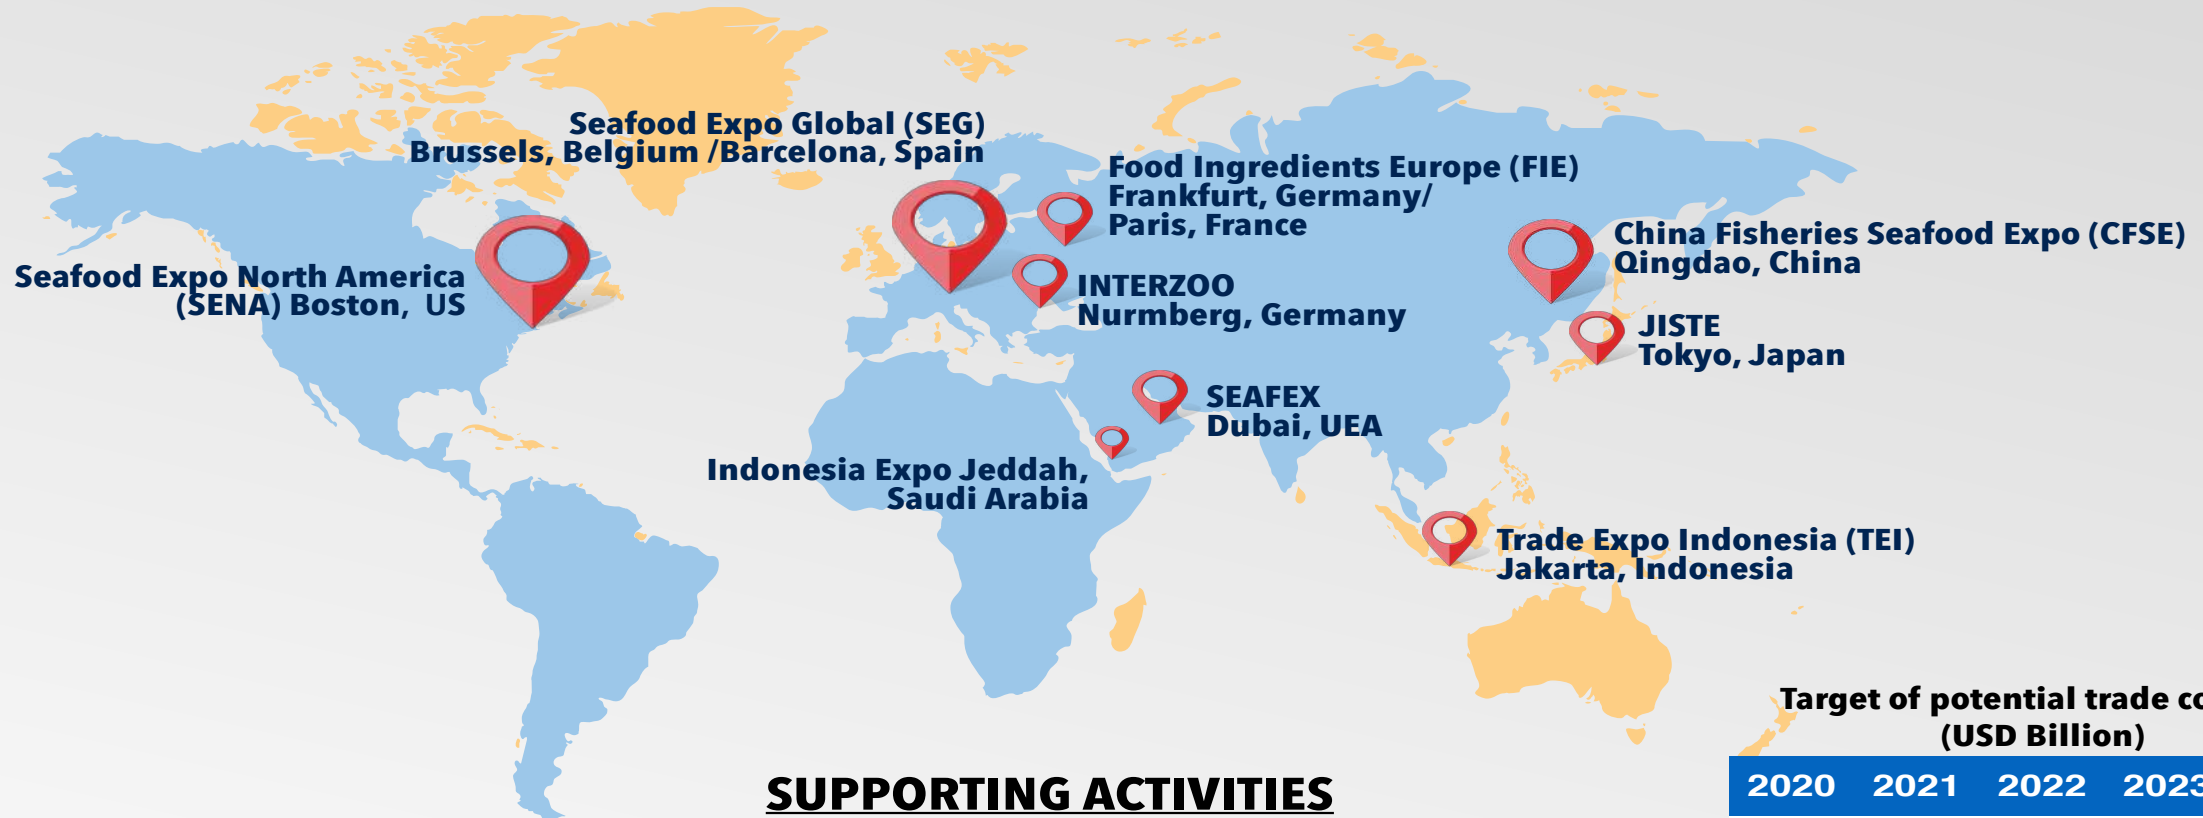 Seafood Expo Global (SEG)
Brussels, Belgium /Barcelona, Spain
Food Ingredients Europe (FIE)
Frankfurt, Germany/
Paris, France
China Fisheries Seafood Expo (CFSE)
Qingdao, China
Seafood Expo North America
(SENA) Boston, US
INTERZOO
Nurmberg, Germany
JISTE
Tokyo, Japan
SEAFEX
Dubai, UEA
Indonesia Expo Jeddah,
Saudi Arabia
Trade Expo Indonesia (TEI)
Jakarta, Indonesia
Target of potential trade
(USD Billion)
2020 2021 2022 2023
SUPPORTING ACTIVITIES